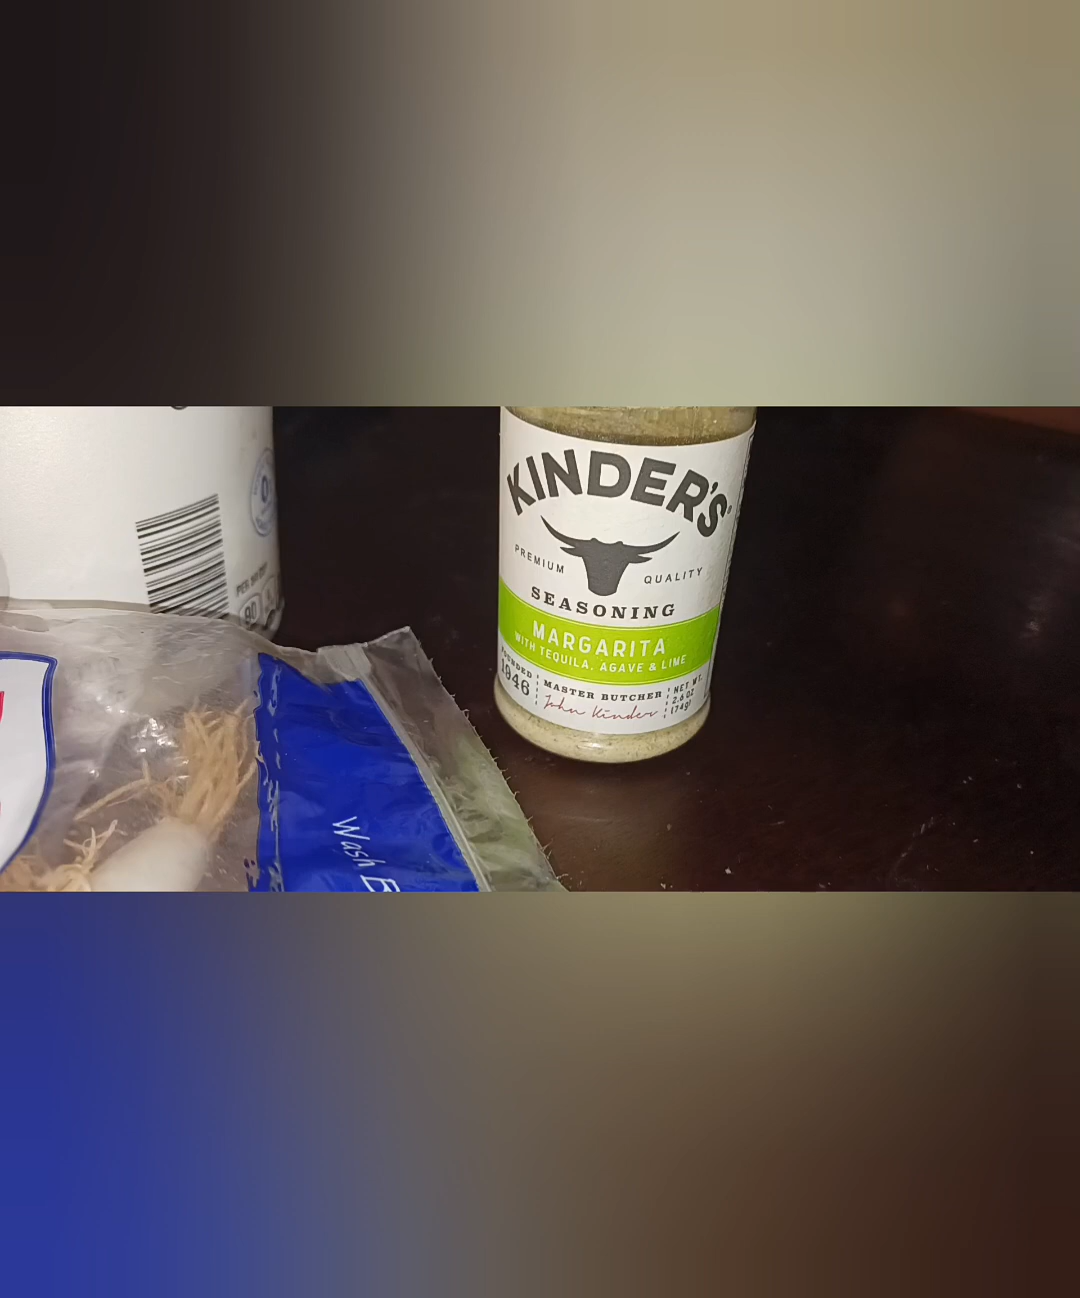 KINDER'S
PREMIUM QUALITY
SEASONING
MARGARITA
WITH TEQUILA, AGAVE & LIME
FOUNDED
1946
MASTER BUTCHER
John Kinder
NET WT.
2.6 OZ
(74g)
Wash